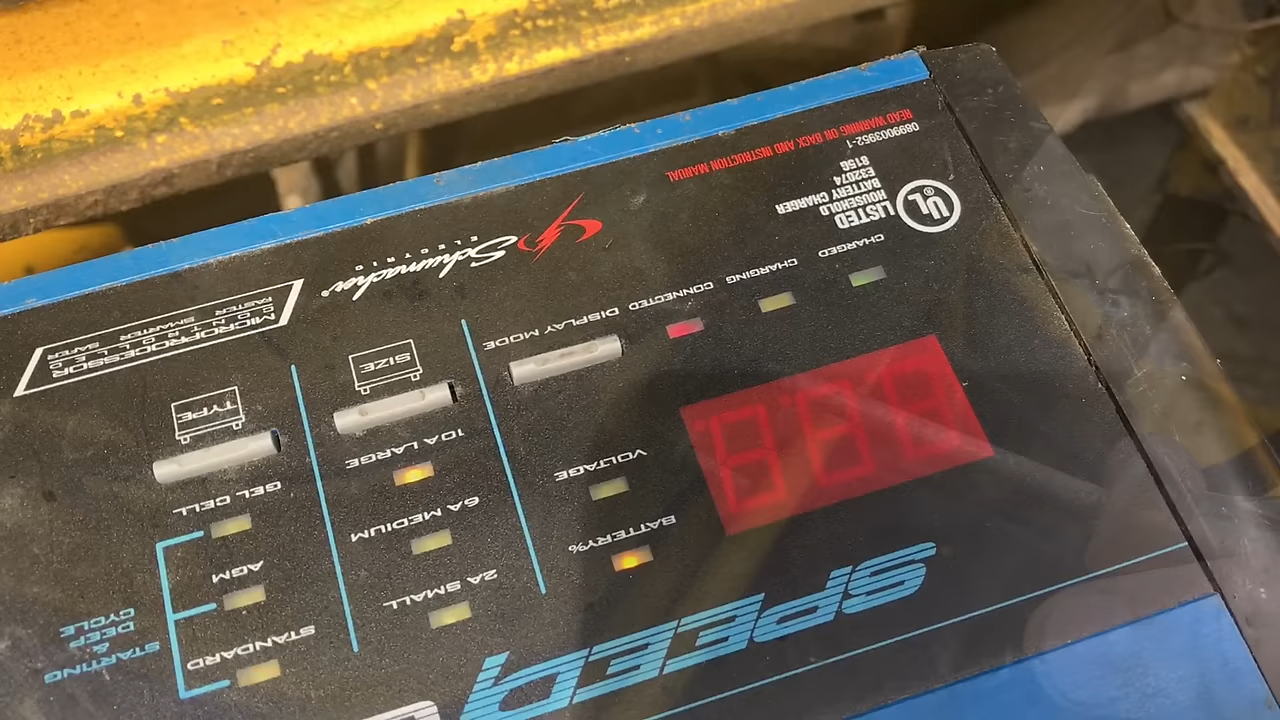 SPEED
BATTERY%
VOLTAGE
2A SMALL
6A MEDIUM
10A LARGE
STANDARD
AGM
GEL CELL
STARTING
&
DEEP
CYCLE
CHARGED
CHARGING
CONNECTED
DISPLAY MODE
SIZE
TYPE
UL®
LISTED
HOUSEHOLD
BATTERY CHARGER
E32074
815G
Schumacher®
ELECTRIC
MICROPROCESSOR
CONTROLLED
FASTER SMARTER SAFER
0899003952-1
READ WARNING ON BACK AND INSTRUCTION MANUAL